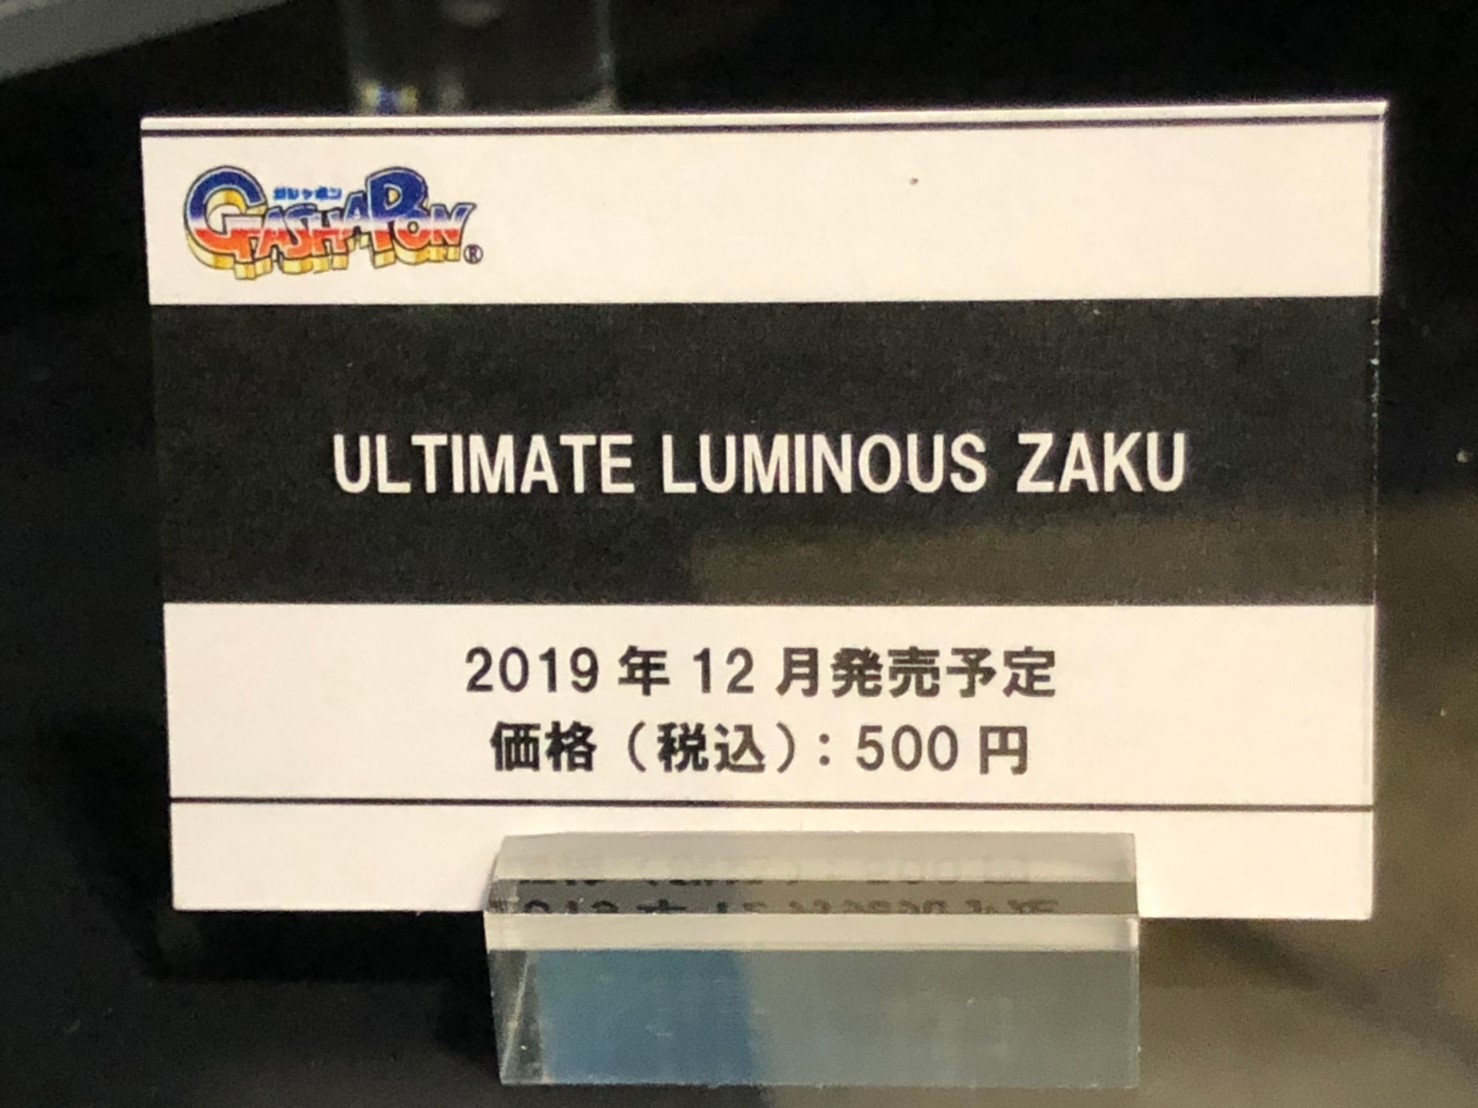 ガシャポン
GASHAPON®
ULTIMATE LUMINOUS ZAKU
2019年12月発売予定
価格（税込）：500円